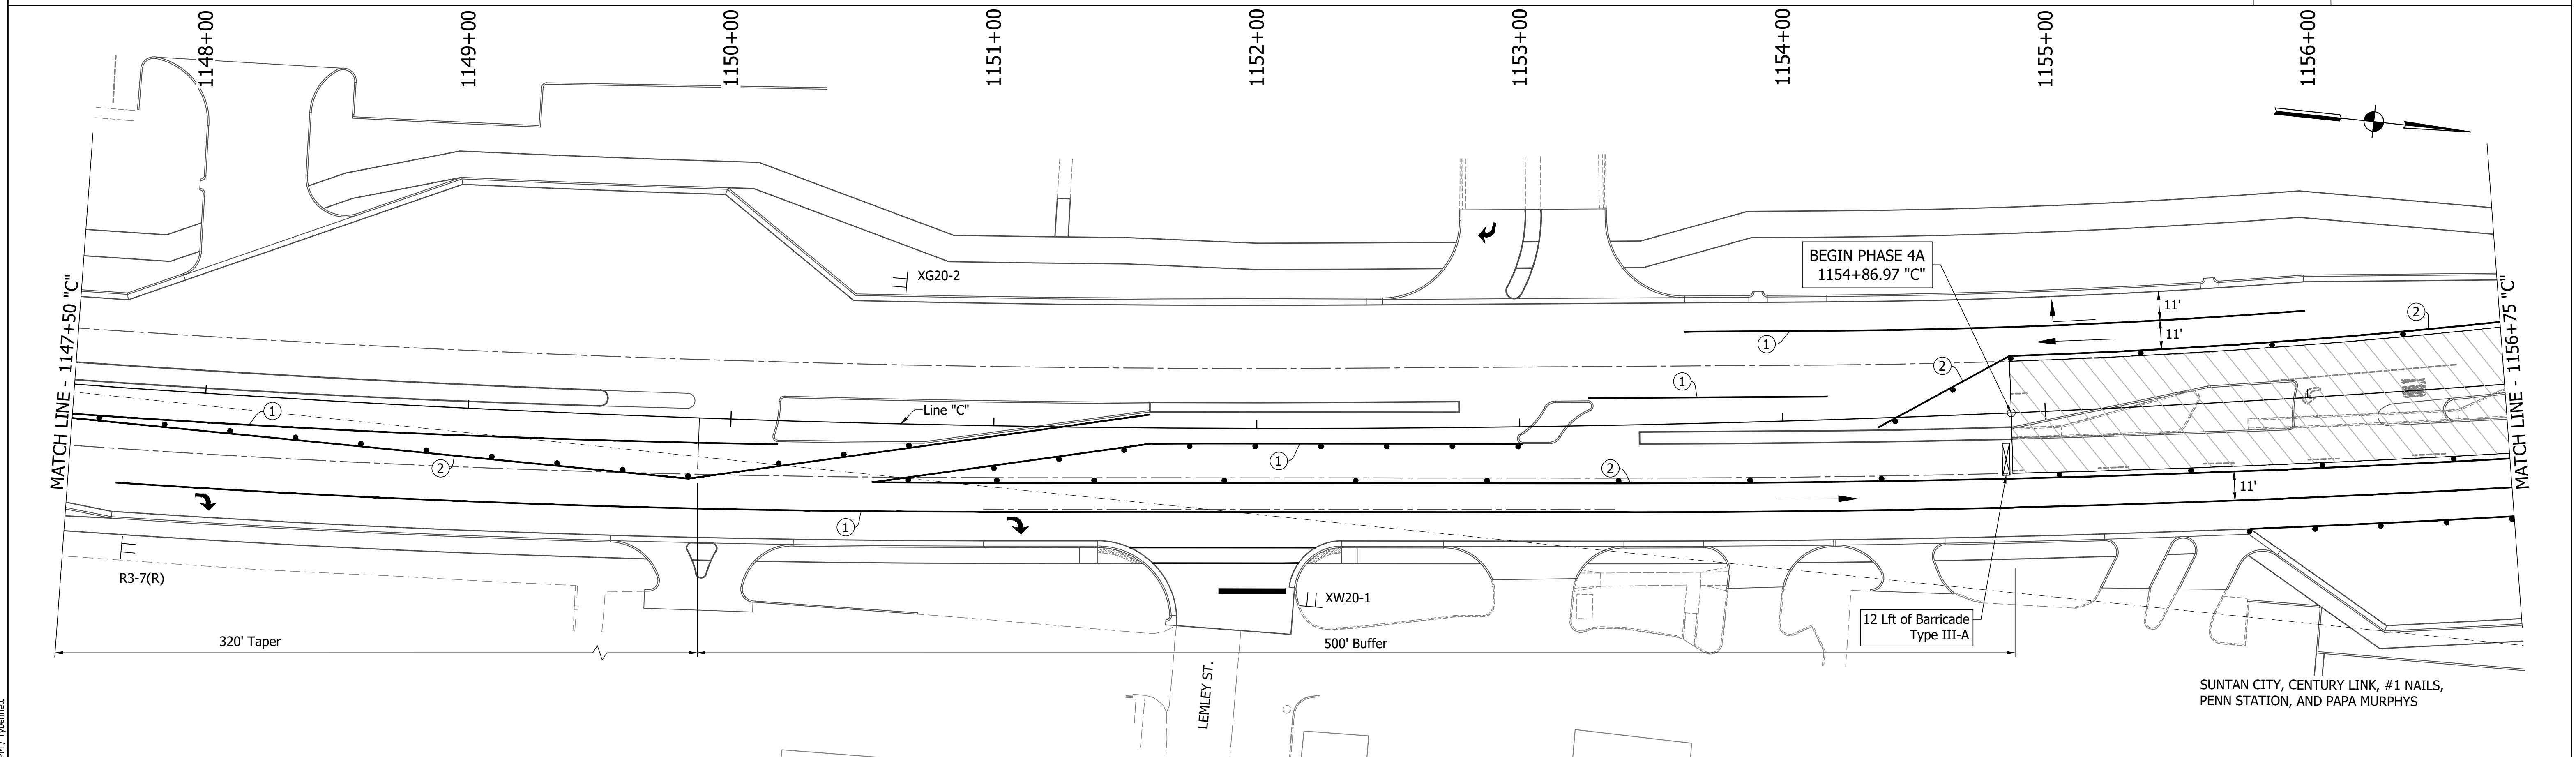 1148+00
1149+00
1150+00
1151+00
1152+00
1153+00
1154+00
1155+00
1156+00
MATCH LINE - 1147+50 "C"
XG20-2
BEGIN PHASE 4A
1154+86.97 "C"
11'
11'
2
1
2
1
Line "C"
1
2
1
2
1
11'
MATCH LINE - 1156+75 "C"
R3-7(R)
XW20-1
12 Lft of Barricade
Type III-A
320' Taper
500' Buffer
LEMLEY ST.
SUNTAN CITY, CENTURY LINK, #1 NAILS,
PENN STATION, AND PAPA MURPHYS